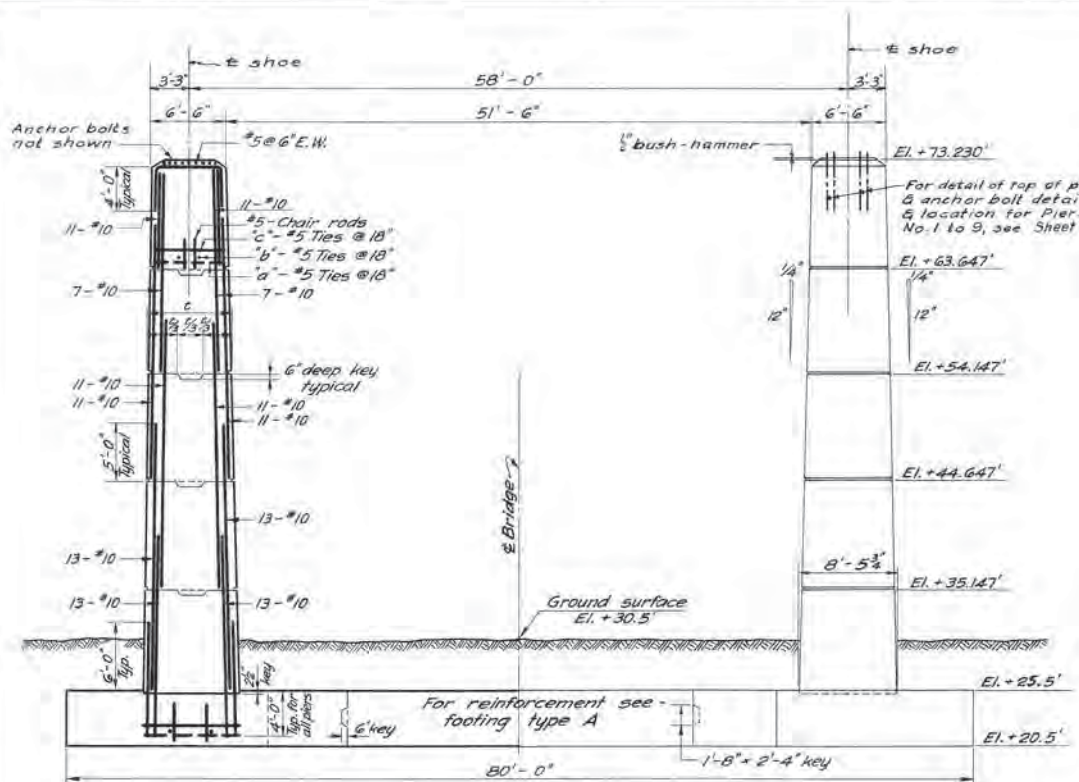 ℄ shoe
℄ shoe
3'-3"
58'-0"
3'-3"
6'-6"
51'-6"
6'-6"
Anchor bolts
not shown
#5@6"E.W.
bush-hammer
El. +73.230'
4'-0"
Typical
For detail of top of p
& anchor bolt detai
& location for Pier
No. 1 to 9, see Sheet
11-#10
11-#10
#5-Chair rods
"c"-#5 Ties @18"
"b"-#5 Ties @18"
"a"-#5 Ties @18"
El. +63.647'
1/4"
1/4"
7-#10
7-#10
t
t/3 t/3 t/3
12"
12"
6" deep key
typical
El. +54.147'
11-#10
11-#10
11-#10
11-#10
5'-0"
Typical
℄ Bridge
El. +44.647'
13-#10
13-#10
8'-5 3/4"
El. +35.147'
13-#10
13-#10
Ground surface
El. +30.5'
6'-0"
Typ.
2 1/2"
key
El. +25.5'
4'-0"
Typ. for
all piers
For reinforcement see -
footing type A
6' key
1'-8" x 2'-4" key
El. +20.5'
80'-0"